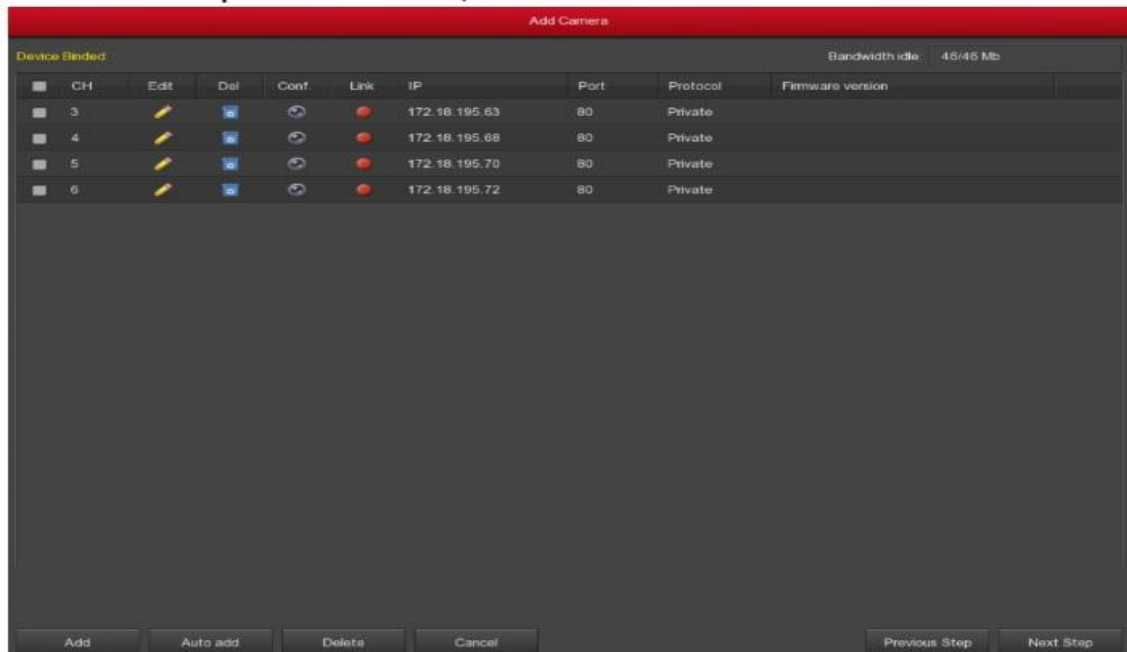 Add Camera
Device Binded
Bandwidth idle: 46/46 Mb
CH Edit Del Conf. Link IP Port Protocol Firmware version
3 172.18.195.63 80 Private
4 172.18.195.68 80 Private
5 172.18.195.70 80 Private
6 172.18.195.72 80 Private
Add Auto add Delete Cancel Previous Step Next Step